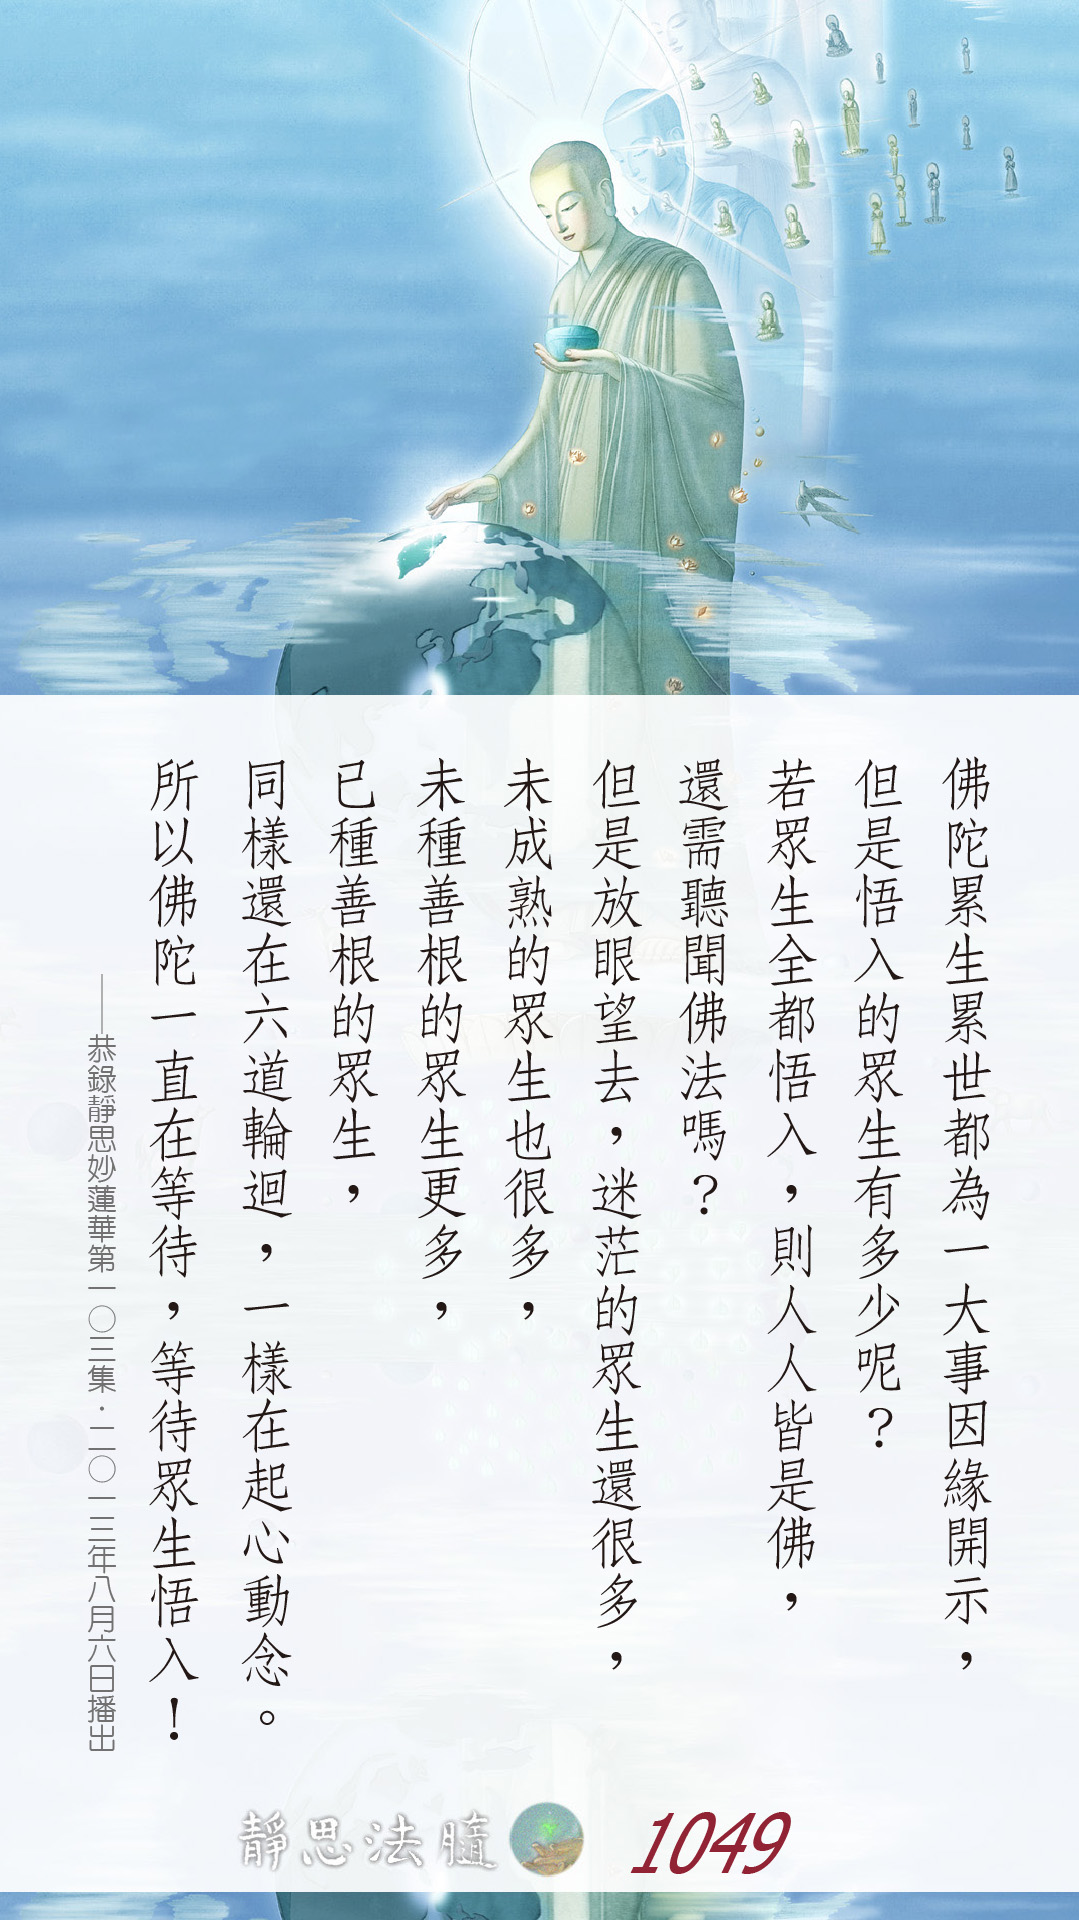 佛陀累生累世都為一大事因緣開示，
但是悟入的眾生有多少呢？
若眾生全都悟入，則人人皆是佛，
還需聽聞佛法嗎？
但是放眼望去，迷茫的眾生還很多，
未成熟的眾生也很多，
未種善根的眾生更多，
已種善根的眾生，
同樣還在六道輪迴，一樣在起心動念。
所以佛陀一直在等待，等待眾生悟入！
——恭錄靜思妙蓮華第一〇三集．二〇一三年八月六日播出
靜思法髓
1049